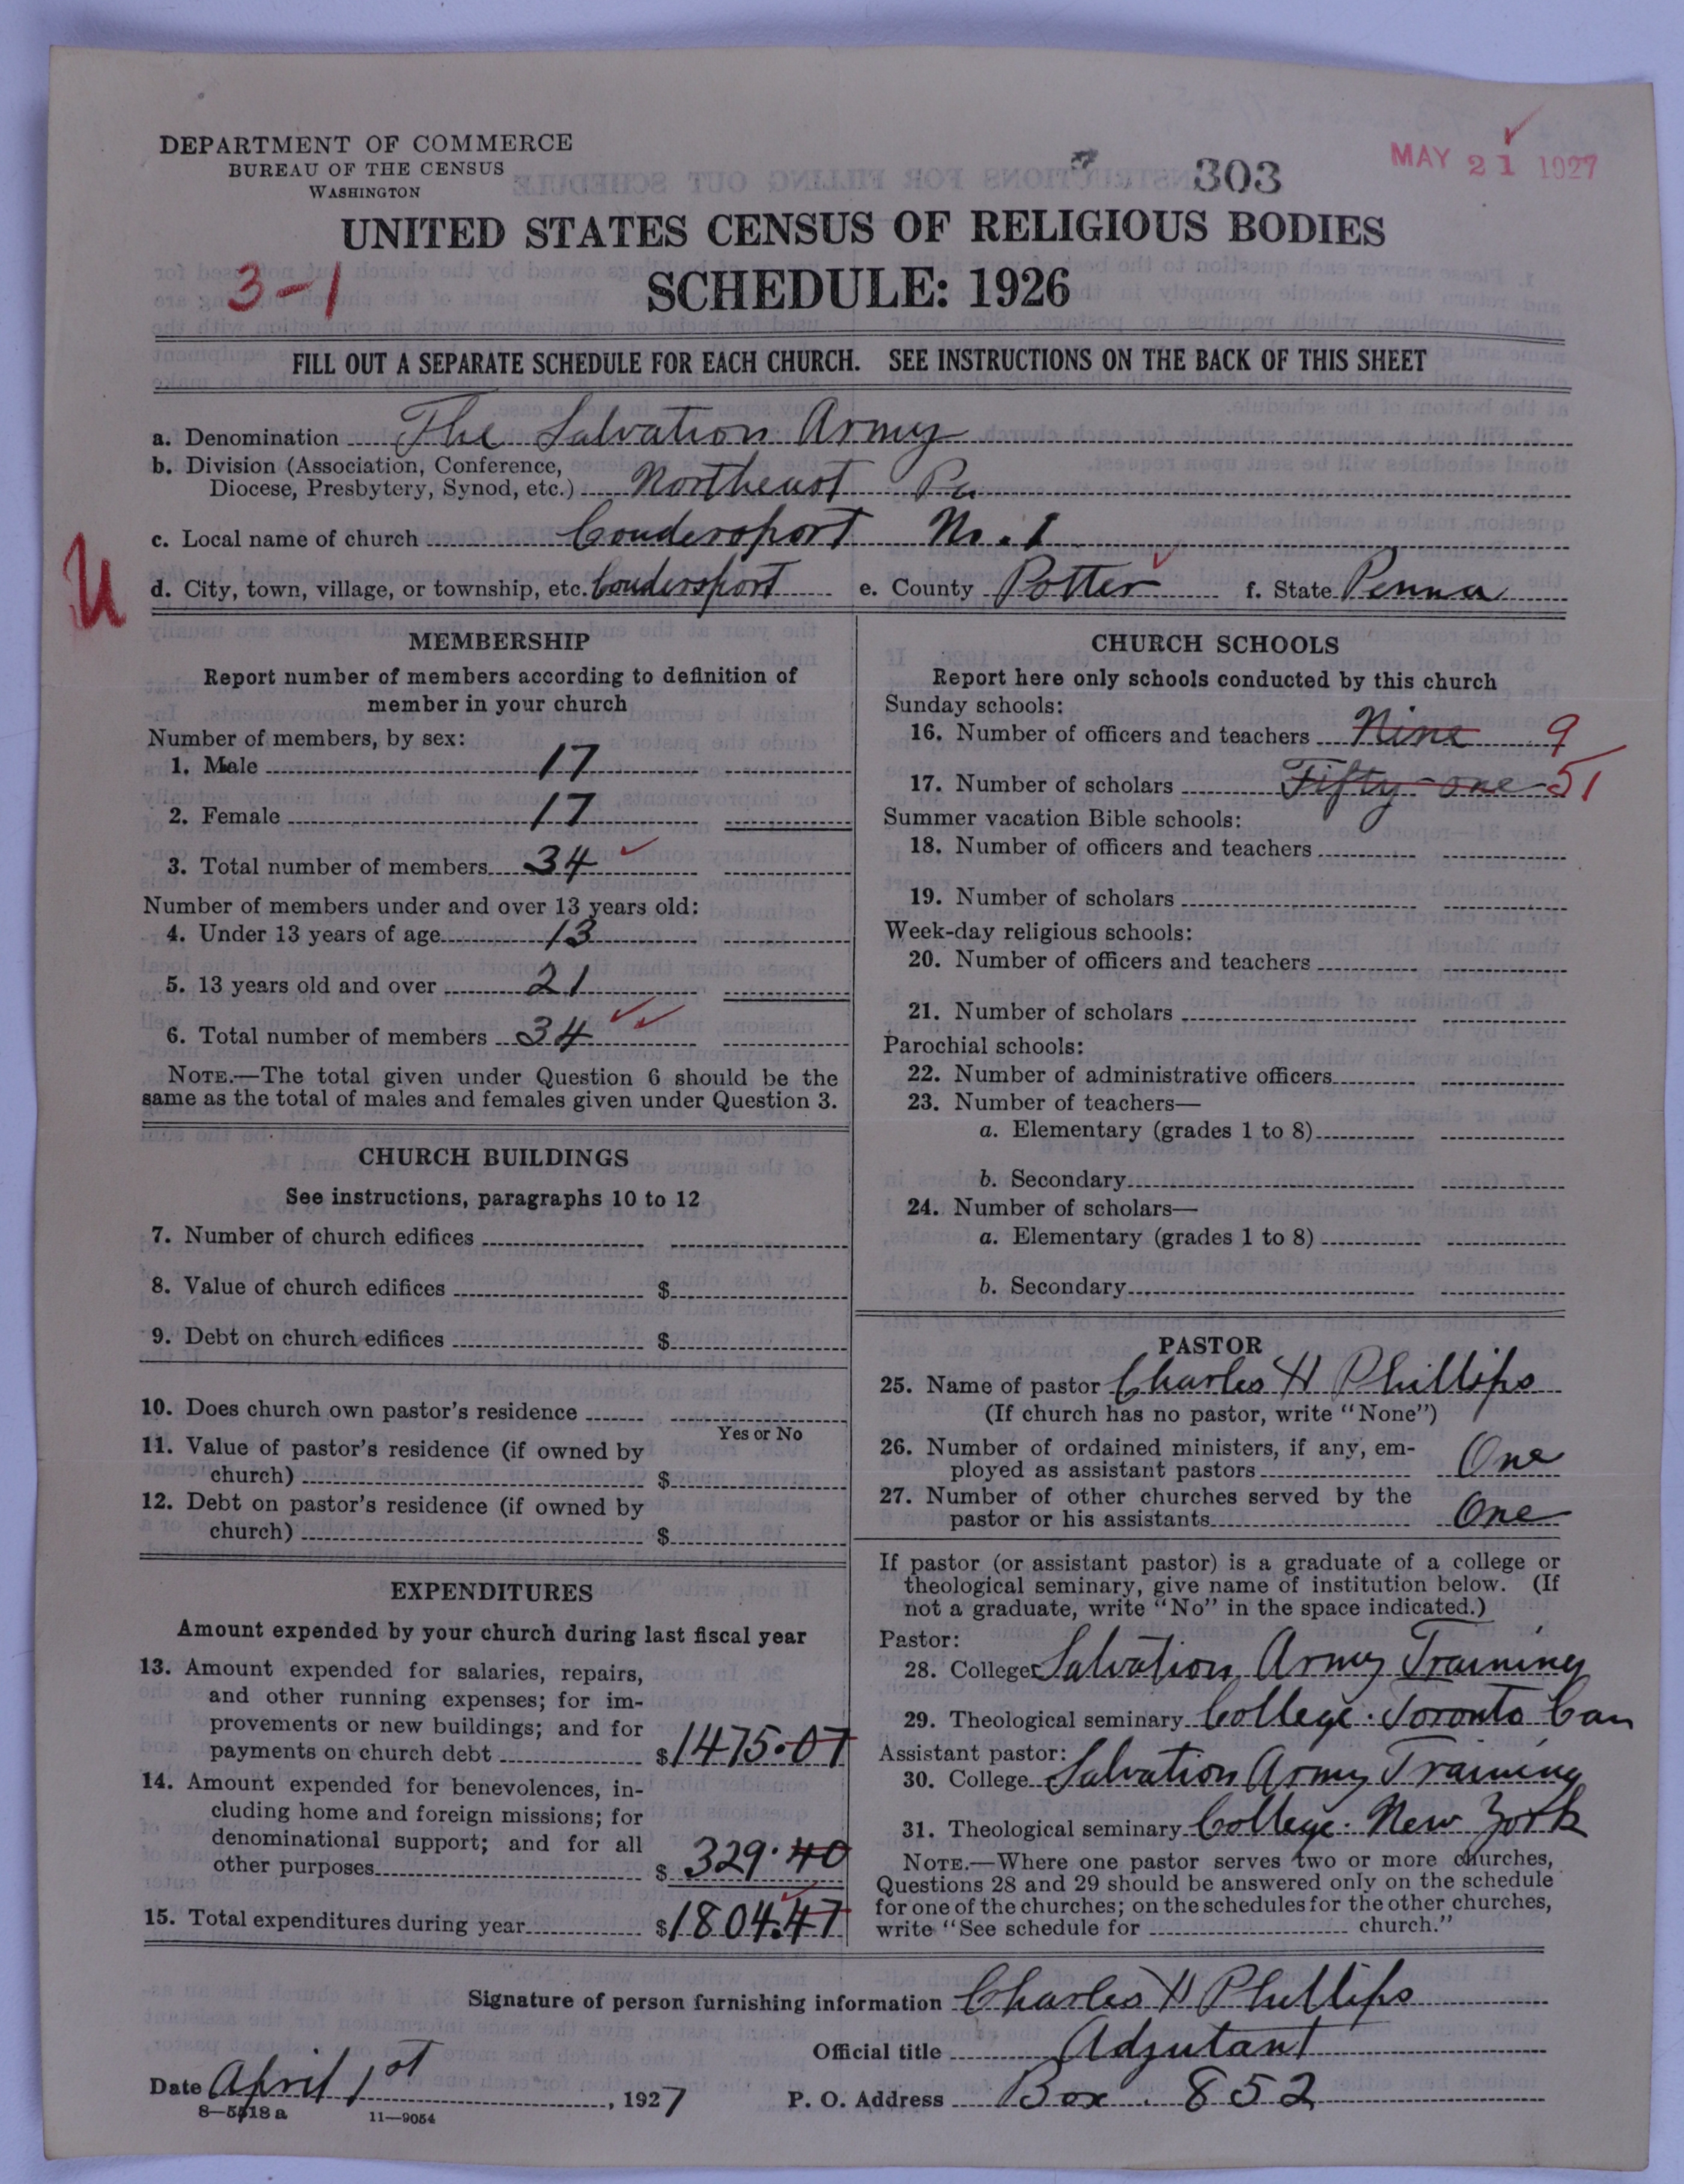 DEPARTMENT OF COMMERCE
BUREAU OF THE CENSUS
WASHINGTON
303
MAY 21 1927
UNITED STATES CENSUS OF RELIGIOUS BODIES
3-1
SCHEDULE: 1926
FILL OUT A SEPARATE SCHEDULE FOR EACH CHURCH. SEE INSTRUCTIONS ON THE BACK OF THIS SHEET
a. Denomination The Salvation Army
b. Division (Association, Conference,
Diocese, Presbytery, Synod, etc.) Northeast Pa
c. Local name of church Coudersport No. 1
U
d. City, town, village, or township, etc. Coudersport e. County Potter f. State Penna
MEMBERSHIP
Report number of members according to definition of
member in your church
Number of members, by sex:
1. Male 17
2. Female 17
3. Total number of members 34
Number of members under and over 13 years old:
4. Under 13 years of age 13
5. 13 years old and over 21
6. Total number of members 34
NOTE.—The total given under Question 6 should be the
same as the total of males and females given under Question 3.
CHURCH BUILDINGS
See instructions, paragraphs 10 to 12
7. Number of church edifices
8. Value of church edifices $
9. Debt on church edifices $
10. Does church own pastor's residence
Yes or No
11. Value of pastor's residence (if owned by
church) $
12. Debt on pastor's residence (if owned by
church) $
EXPENDITURES
Amount expended by your church during last fiscal year
13. Amount expended for salaries, repairs,
and other running expenses; for im-
provements or new buildings; and for
payments on church debt $1475.07
14. Amount expended for benevolences, in-
cluding home and foreign missions; for
denominational support; and for all
other purposes $ 329.40
15. Total expenditures during year $1804.47
CHURCH SCHOOLS
Report here only schools conducted by this church
Sunday schools:
16. Number of officers and teachers Nine 9
17. Number of scholars Fifty-one 51
Summer vacation Bible schools:
18. Number of officers and teachers
19. Number of scholars
Week-day religious schools:
20. Number of officers and teachers
21. Number of scholars
Parochial schools:
22. Number of administrative officers
23. Number of teachers—
a. Elementary (grades 1 to 8)
b. Secondary
24. Number of scholars—
a. Elementary (grades 1 to 8)
b. Secondary
PASTOR
25. Name of pastor Charles H Phillips
(If church has no pastor, write "None")
26. Number of ordained ministers, if any, em-
ployed as assistant pastors One
27. Number of other churches served by the
pastor or his assistants One
If pastor (or assistant pastor) is a graduate of a college or
theological seminary, give name of institution below. (If
not a graduate, write "No" in the space indicated.)
Pastor:
28. College Salvation Army Training
29. Theological seminary College. Toronto Can
Assistant pastor:
30. College Salvation Army Training
31. Theological seminary College. New York
NOTE.—Where one pastor serves two or more churches,
Questions 28 and 29 should be answered only on the schedule
for one of the churches; on the schedules for the other churches,
write "See schedule for church."
Signature of person furnishing information Charles H Phillips
Official title Adjutant
Date April 1st, 1927 P. O. Address Box 852
8—5518 a 11—9054